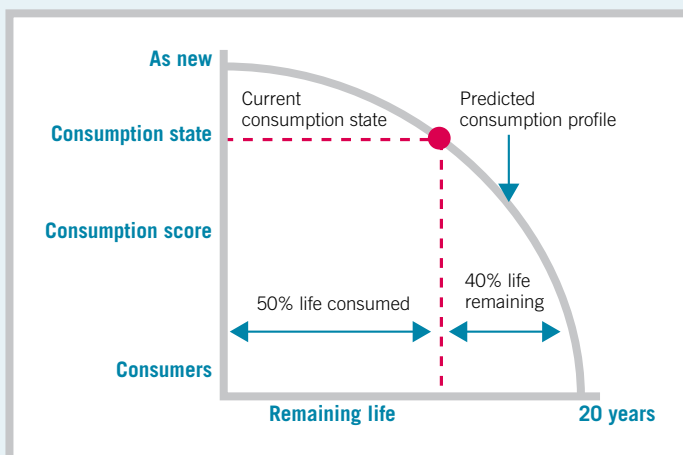 As new
Current
consumption state
Predicted
consumption profile
Consumption state
Consumption score
50% life consumed
40% life
remaining
Consumers
Remaining life
20 years